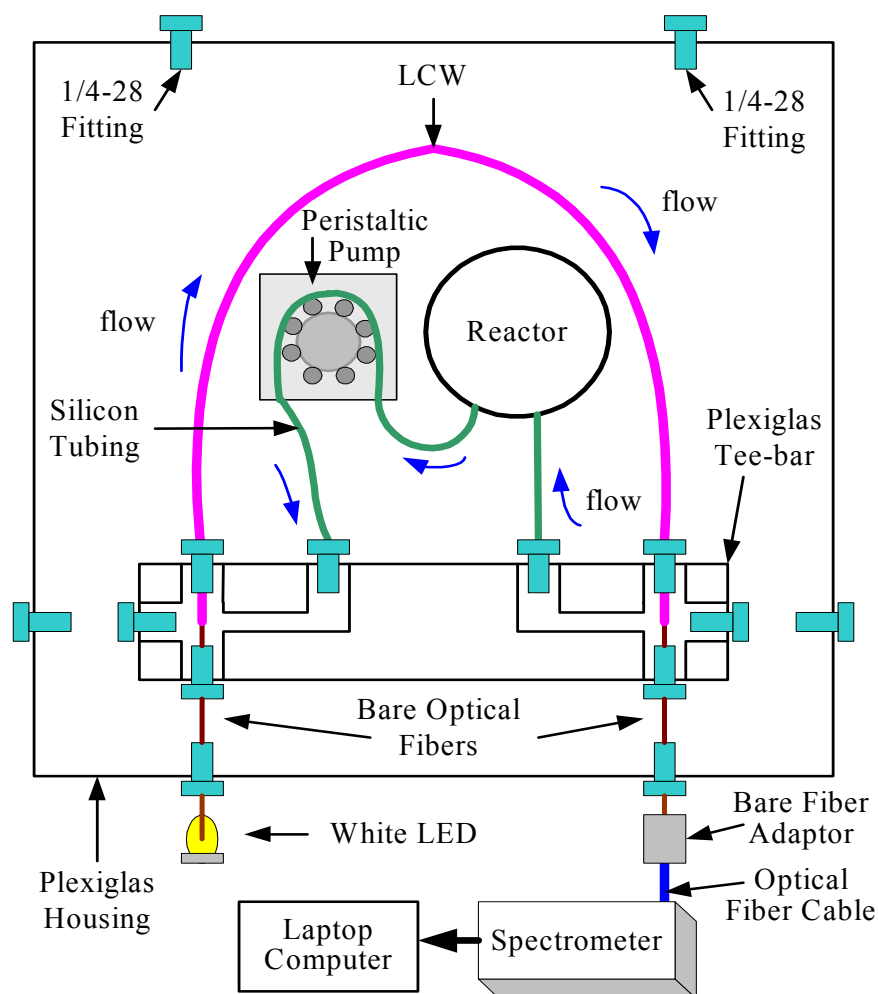 1/4-28
Fitting
LCW
1/4-28
Fitting
flow
Peristaltic
Pump
flow
Reactor
Silicon
Tubing
Plexiglas
Tee-bar
flow
Bare Optical
Fibers
White LED
Bare Fiber
Adaptor
Plexiglas
Housing
Optical
Fiber Cable
Laptop
Computer
Spectrometer